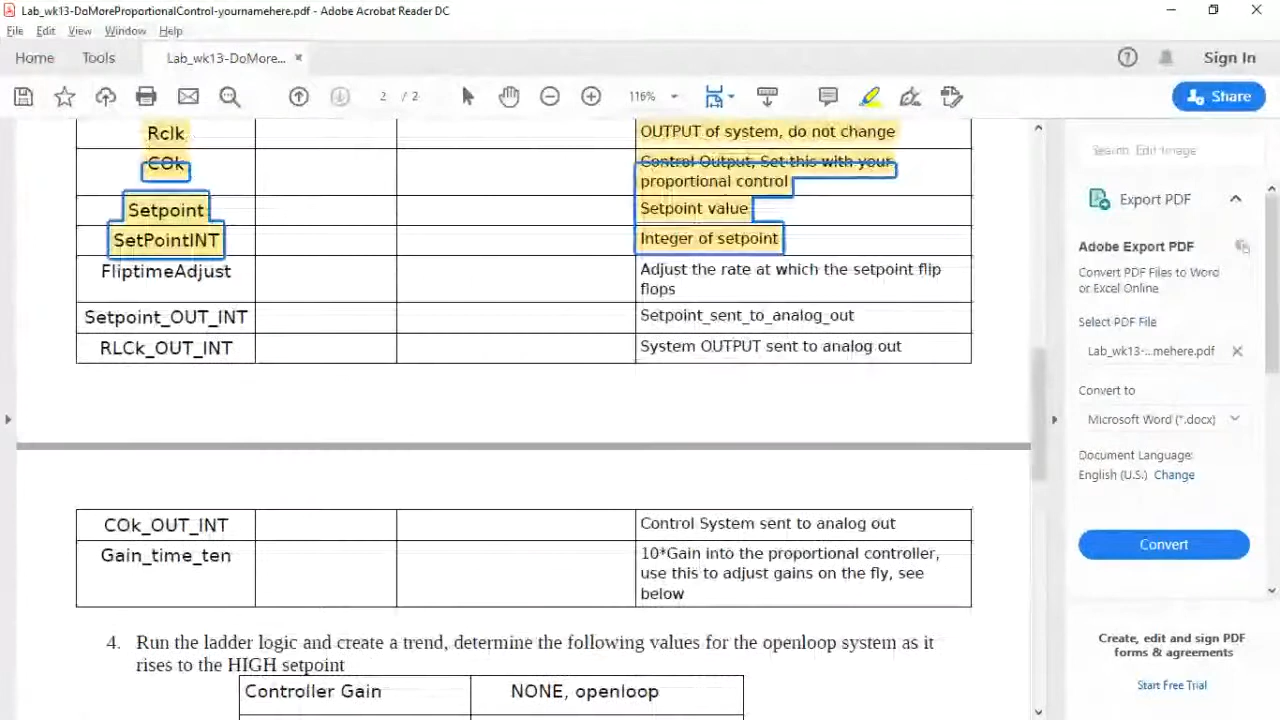 Lab_wk13-DoMoreProportionalControl-yournamehere.pdf - Adobe Acrobat Reader DC
File Edit View Window Help
Home Tools Lab_wk13-DoMore... × Sign In
2 / 2 116% Share
Rclk OUTPUT of system, do not change
COk Control Output, Set this with your
proportional control
Setpoint Setpoint value
SetPointINT Integer of setpoint
FliptimeAdjust Adjust the rate at which the setpoint flip
flops
Setpoint_OUT_INT Setpoint_sent_to_analog_out
RLCk_OUT_INT System OUTPUT sent to analog out
COk_OUT_INT Control System sent to analog out
Gain_time_ten 10*Gain into the proportional controller,
use this to adjust gains on the fly, see
below
4. Run the ladder logic and create a trend, determine the following values for the openloop system as it
rises to the HIGH setpoint
Controller Gain NONE, openloop
Search 'Edit Image'
Export PDF
Adobe Export PDF
Convert PDF Files to Word
or Excel Online
Select PDF File
Lab_wk13-...mehere.pdf ×
Convert to
Microsoft Word (*.docx)
Document Language:
English (U.S.) Change
Convert
Create, edit and sign PDF
forms & agreements
Start Free Trial